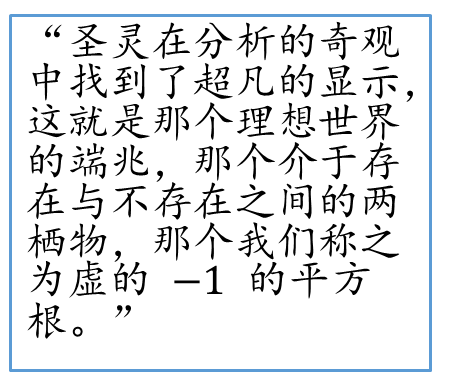 “圣灵在分析的奇观
中找到了超凡的显示，
这就是那个理想世界
的端兆，那个介于存
在与不存在之间的两
栖物，那个我们称之
为虚的 −1 的平方
根。”